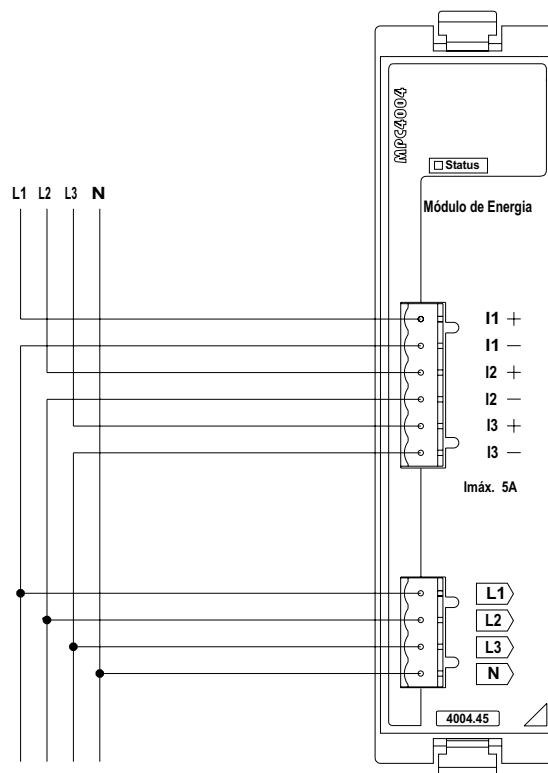 MPC4004
Status
L1 L2 L3 N
Módulo de Energia
I1 +
I1 −
I2 +
I2 −
I3 +
I3 −
Imáx. 5A
L1
L2
L3
N
4004.45